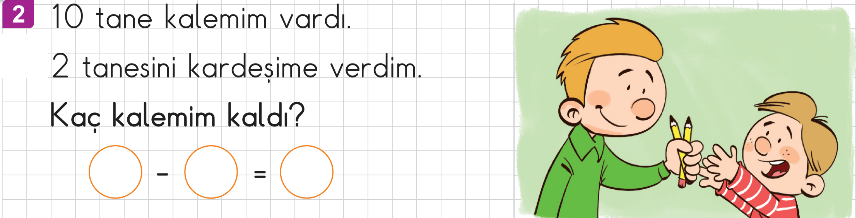 2
10 tane kalemim vardı.
2 tanesini kardeşime verdim.
Kaç kalemim kaldı?
- =